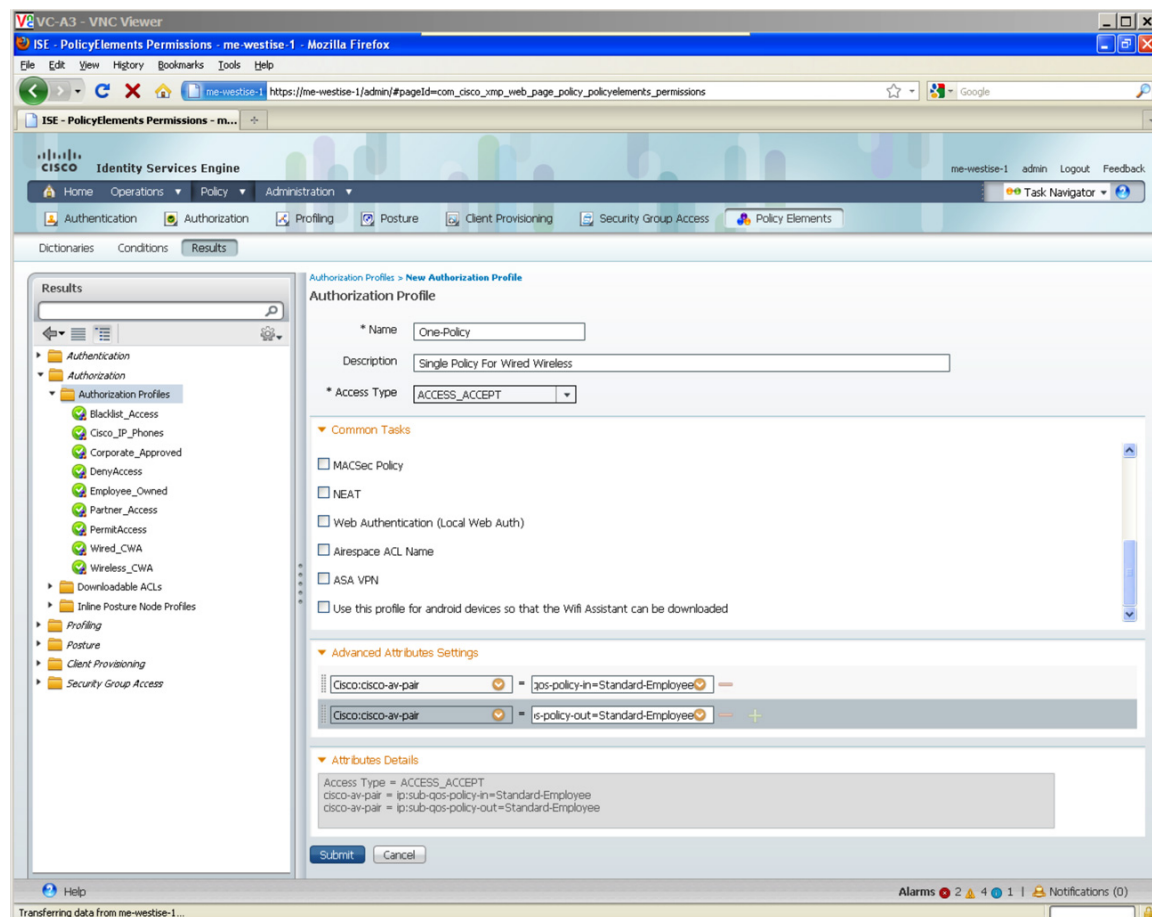 VC-A3 - VNC Viewer
ISE - PolicyElements Permissions - me-westise-1 - Mozilla Firefox
File Edit View History Bookmarks Tools Help
me-westise-1 https://me-westise-1/admin/#pageId=com_cisco_xmp_web_page_policy_policyelements_permissions Google
ISE - PolicyElements Permissions - m...
CISCO Identity Services Engine me-westise-1 admin Logout Feedback
Home Operations Policy Administration Task Navigator
Authentication Authorization Profiling Posture Client Provisioning Security Group Access Policy Elements
Dictionaries Conditions Results
Results
Authentication
Authorization
Authorization Profiles
Blacklist_Access
Cisco_IP_Phones
Corporate_Approved
DenyAccess
Employee_Owned
Partner_Access
PermitAccess
Wired_CWA
Wireless_CWA
Downloadable ACLs
Inline Posture Node Profiles
Profiling
Posture
Client Provisioning
Security Group Access
Authorization Profiles > New Authorization Profile
Authorization Profile
* Name One-Policy
Description Single Policy For Wired Wireless
* Access Type ACCESS_ACCEPT
Common Tasks
MACSec Policy
NEAT
Web Authentication (Local Web Auth)
Airespace ACL Name
ASA VPN
Use this profile for android devices so that the Wifi Assistant can be downloaded
Advanced Attributes Settings
Cisco:cisco-av-pair = qos-policy-in=Standard-Employee
Cisco:cisco-av-pair = s-policy-out=Standard-Employee
Attributes Details
Access Type = ACCESS_ACCEPT
cisco-av-pair = ip:sub-qos-policy-in=Standard-Employee
cisco-av-pair = ip:sub-qos-policy-out=Standard-Employee
Submit Cancel
Help Alarms 2 4 1 | Notifications (0)
Transferring data from me-westise-1...